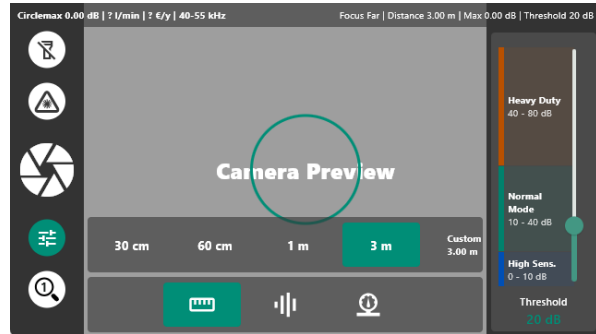 Circlemax 0.00 dB | ? l/min | ? €/y | 40-55 kHz
Focus Far | Distance 3.00 m | Max 0.00 dB | Threshold 20 dB
Heavy Duty
40 - 80 dB
Camera Preview
Normal
Mode
10 - 40 dB
30 cm
60 cm
1 m
3 m
Custom
3.00 m
High Sens.
0 - 10 dB
1
Threshold
20 dB